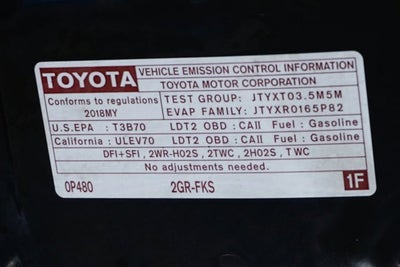 TOYOTA VEHICLE EMISSION CONTROL INFORMATION
TOYOTA MOTOR CORPORATION
Conforms to regulations TEST GROUP: JTYXT03.5M5M
2018MY EVAP FAMILY: JTYXR0165P82
U.S.EPA : T3B70 LDT2 OBD : CAII Fuel : Gasoline
California : ULEV70 LDT2 OBD : CAII Fuel : Gasoline
DFI+SFI , 2WR-HO2S , 2TWC , 2HO2S , TWC
No adjustments needed.
0P480 2GR-FKS 1F